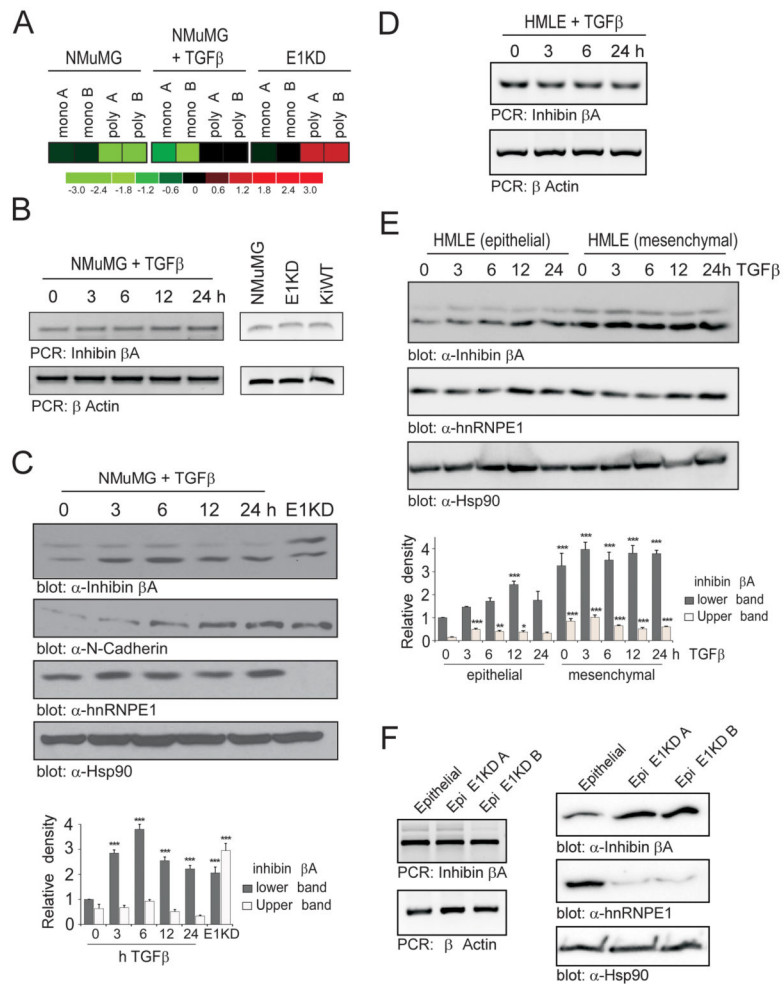 A
NMuMG
NMuMG
+ TGFβ
E1KD
mono A
mono B
poly A
poly B
mono A
mono B
poly A
poly B
mono A
mono B
poly A
poly B
-3.0 -2.4 -1.8 -1.2 -0.6 0 0.6 1.2 1.8 2.4 3.0
B
NMuMG + TGFβ
0 3 6 12 24 h
NMuMG
E1KD
KiWT
PCR: Inhibin βA
PCR: β Actin
C
NMuMG + TGFβ
0 3 6 12 24 h E1KD
blot: α-Inhibin βA
blot: α-N-Cadherin
blot: α-hnRNPE1
blot: α-Hsp90
Relative density
4
3
2
1
0
*** *** *** *** *** ***
0 3 6 12 24 E1KD
h TGFβ
inhibin βA
lower band
Upper band
D
HMLE + TGFβ
0 3 6 24 h
PCR: Inhibin βA
PCR: β Actin
E
HMLE (epithelial) HMLE (mesenchymal)
0 3 6 12 24 0 3 6 12 24h TGFβ
blot: α-Inhibin βA
blot: α-hnRNPE1
blot: α-Hsp90
Relative density
4
3
2
1
0
*** ** *** * *** *** *** *** *** *** *** *** *** ***
0 3 6 12 24 0 3 6 12 24 h TGFβ
epithelial mesenchymal
inhibin βA
lower band
Upper band
F
Epithelial
Epi E1KD A
Epi E1KD B
PCR: Inhibin βA
PCR: β Actin
Epithelial
Epi E1KD A
Epi E1KD B
blot: α-Inhibin βA
blot: α-hnRNPE1
blot: α-Hsp90